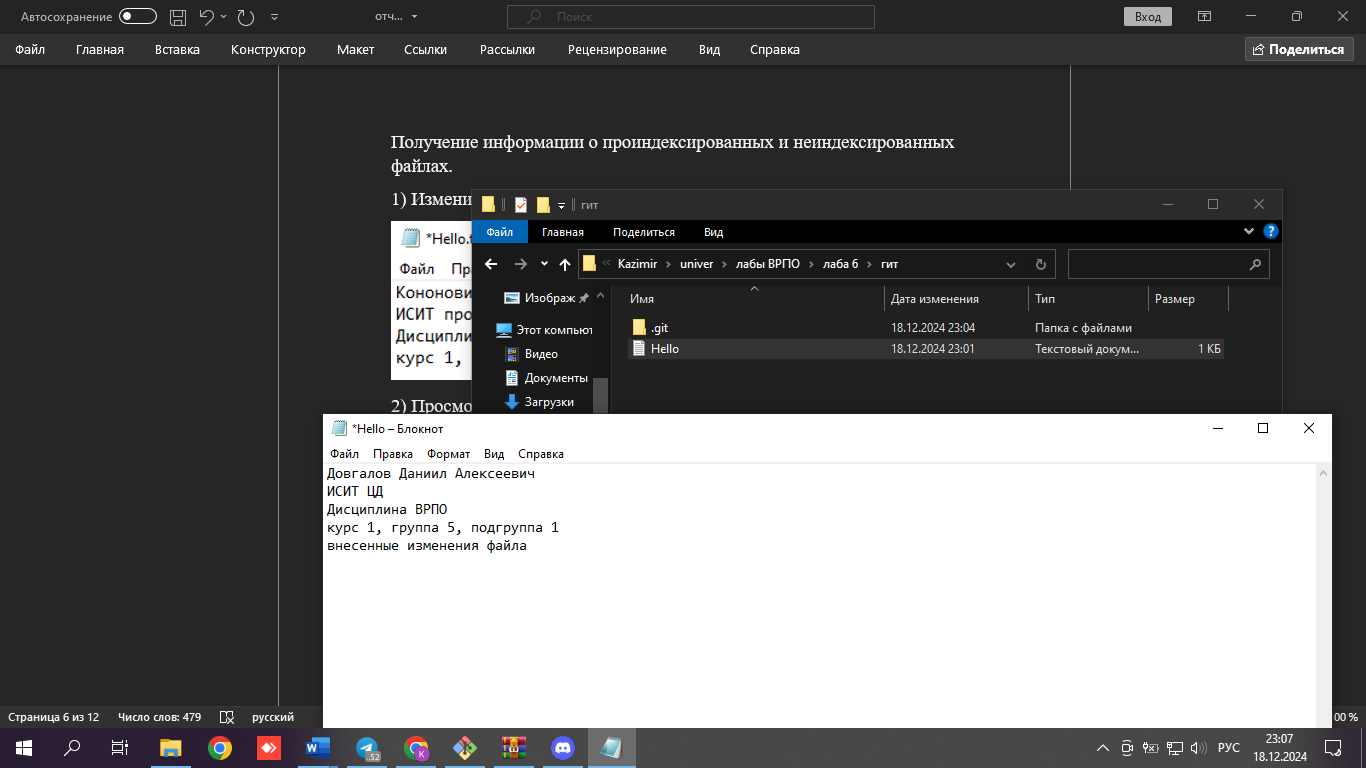 Автосохранение
отч...
Поиск
Вход
Файл Главная Вставка Конструктор Макет Ссылки Рассылки Рецензирование Вид Справка Поделиться
Получение информации о проиндексированных и неиндексированных
файлах.
1) Измени
*Hello.t
Файл Пра
Кононови
ИСИТ про
Дисципли
курс 1,
2) Просмо
гит
Файл Главная Поделиться Вид
Kazimir univer лабы ВРПО лаба 6 гит
Изображ
Этот компьют
Видео
Документы
Загрузки
Имя Дата изменения Тип Размер
.git 18.12.2024 23:04 Папка с файлами
Hello 18.12.2024 23:01 Текстовый докум... 1 КБ
*Hello – Блокнот
Файл Правка Формат Вид Справка
Довгалов Даниил Алексеевич
ИСИТ ЦД
Дисциплина ВРПО
курс 1, группа 5, подгруппа 1
внесенные изменения файла
Страница 6 из 12 Число слов: 479 русский
00 %
.52
K
РУС
23:07
18.12.2024